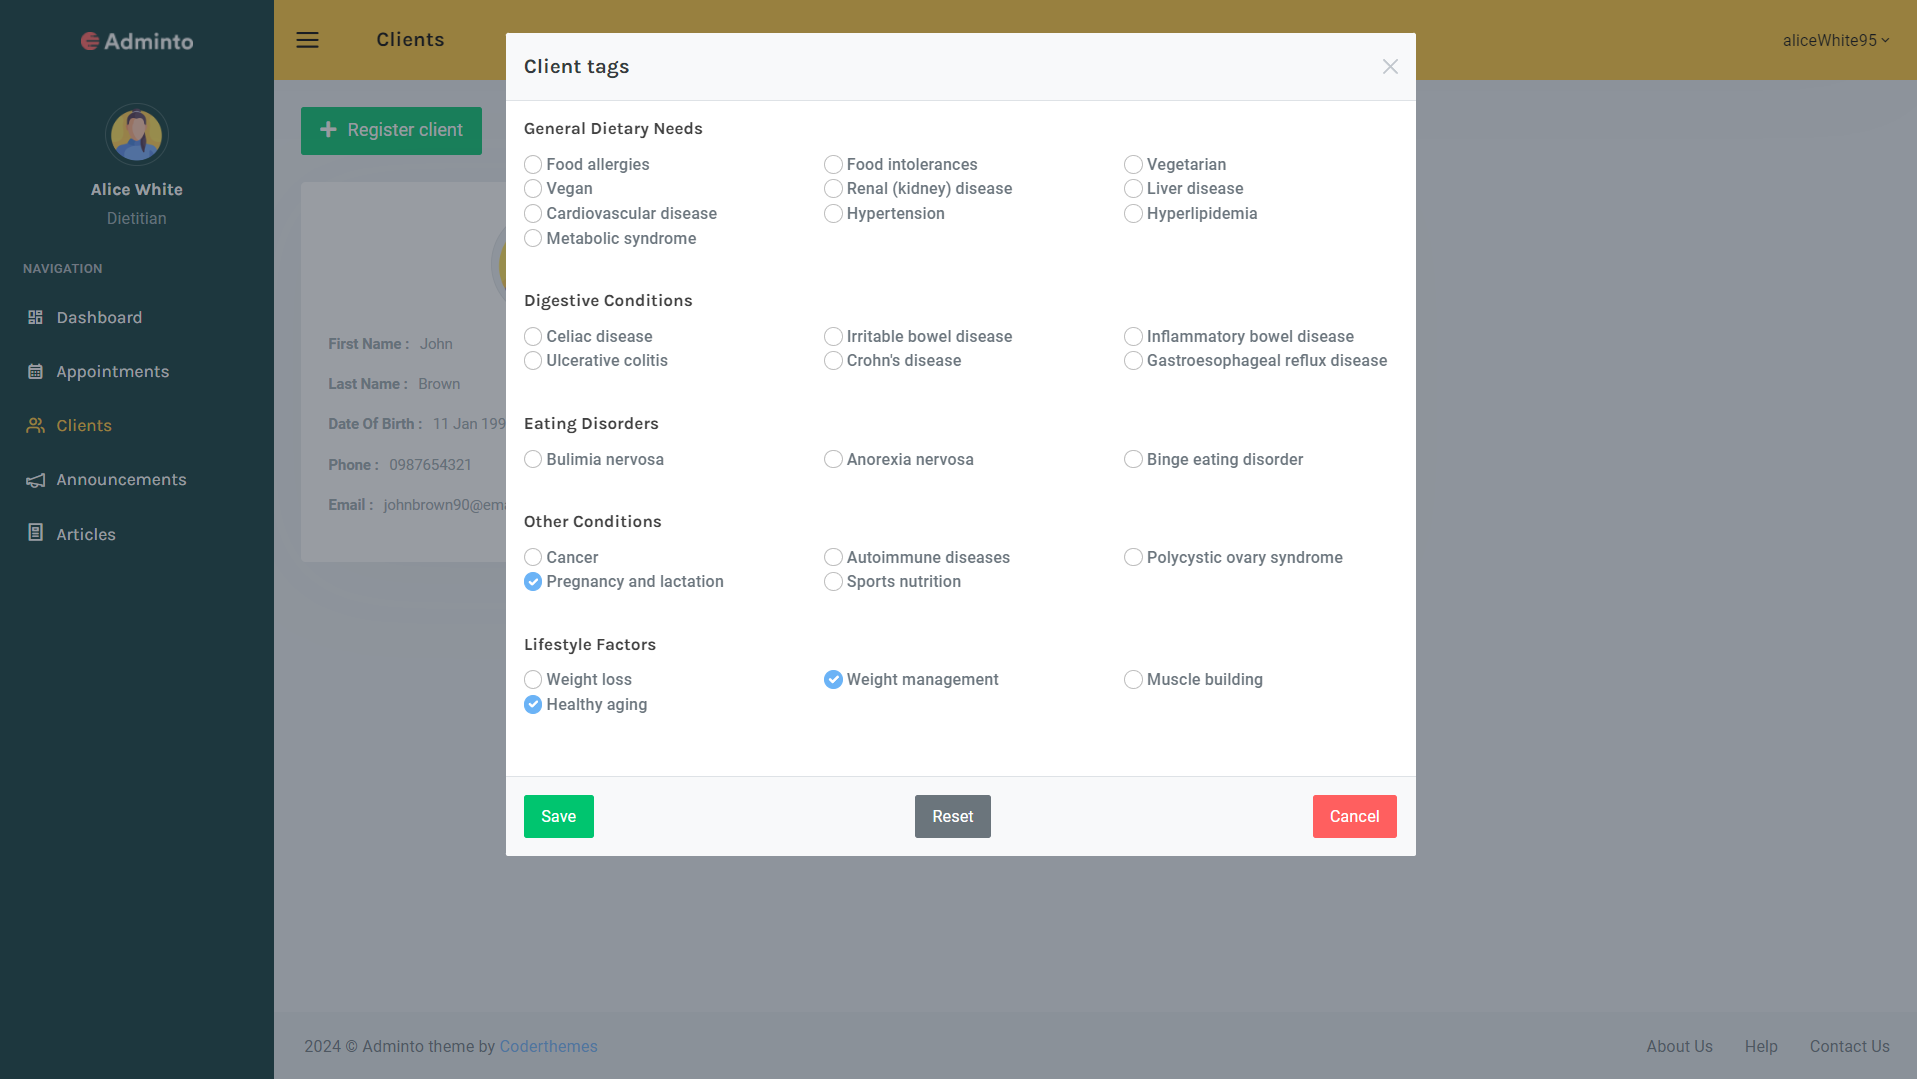 Adminto
Alice White
Dietitian
NAVIGATION
Dashboard
Appointments
Clients
Announcements
Articles
Clients
aliceWhite95
Register client
First Name : John
Last Name : Brown
Date Of Birth : 11 Jan 199
Phone : 0987654321
Email : johnbrown90@ema
Client tags
General Dietary Needs
Food allergies Food intolerances Vegetarian
Vegan Renal (kidney) disease Liver disease
Cardiovascular disease Hypertension Hyperlipidemia
Metabolic syndrome
Digestive Conditions
Celiac disease Irritable bowel disease Inflammatory bowel disease
Ulcerative colitis Crohn's disease Gastroesophageal reflux disease
Eating Disorders
Bulimia nervosa Anorexia nervosa Binge eating disorder
Other Conditions
Cancer Autoimmune diseases Polycystic ovary syndrome
Pregnancy and lactation Sports nutrition
Lifestyle Factors
Weight loss Weight management Muscle building
Healthy aging
Save Reset Cancel
2024 © Adminto theme by Coderthemes
About Us Help Contact Us